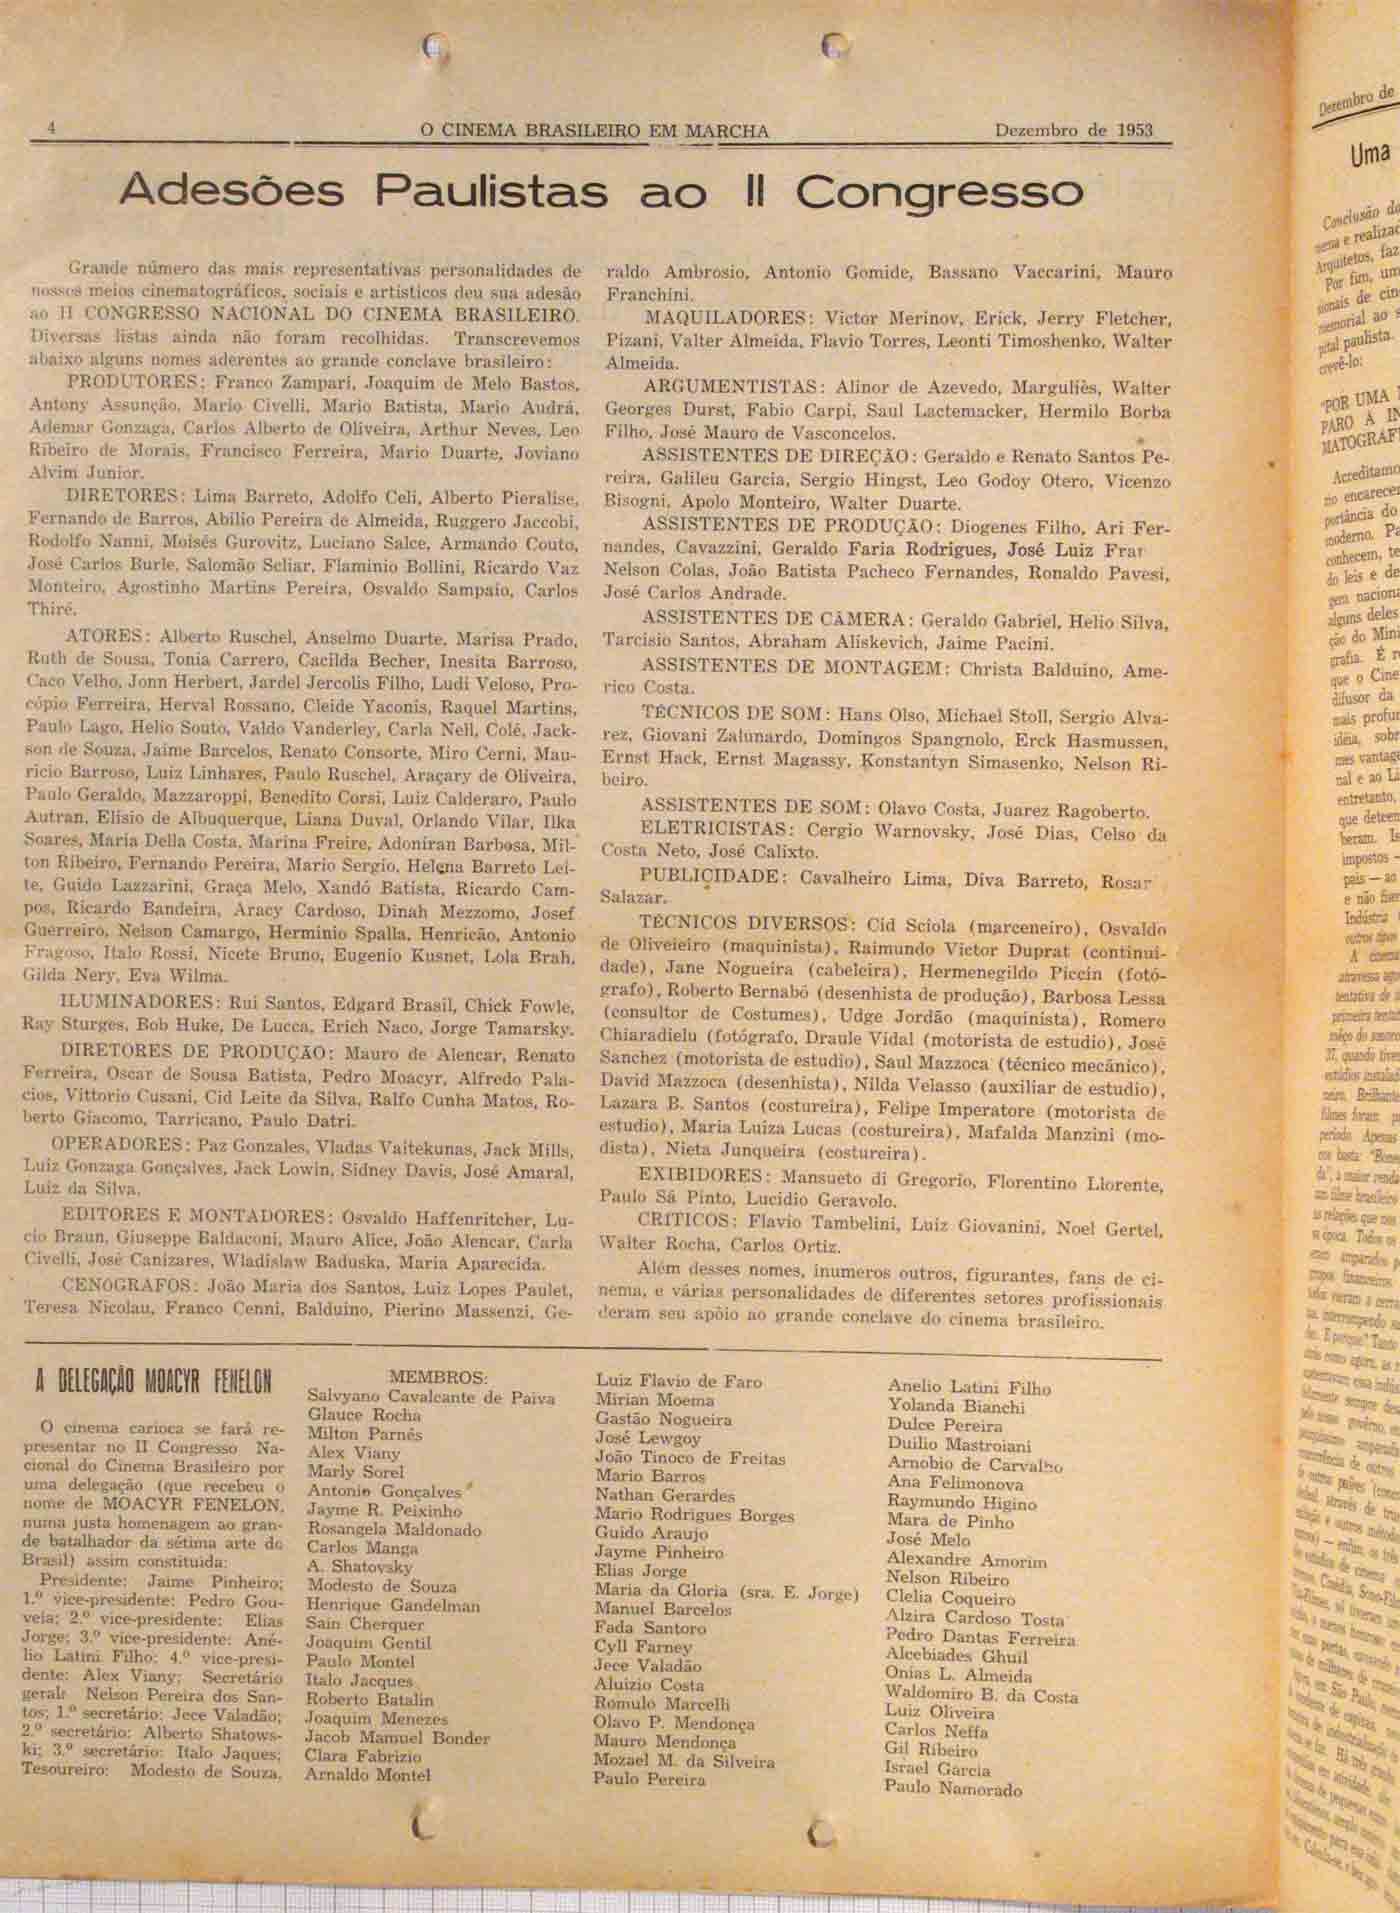 4
O CINEMA BRASILEIRO EM MARCHA
Dezembro de 1953
Adesões Paulistas ao II Congresso
Grande número das mais representativas personalidades de
nossos meios cinematográficos, sociais e artísticos deu sua adesão
ao II CONGRESSO NACIONAL DO CINEMA BRASILEIRO.
Diversas listas ainda não foram recolhidas. Transcrevemos
abaixo alguns nomes aderentes ao grande conclave brasileiro:
PRODUTORES: Franco Zampari, Joaquim de Melo Bastos,
Antony Assunção, Mario Civelli, Mario Batista, Mario Audrá,
Ademar Gonzaga, Carlos Alberto de Oliveira, Arthur Neves, Leo
Ribeiro de Morais, Francisco Ferreira, Mario Duarte, Joviano
Alvim Junior.
DIRETORES: Lima Barreto, Adolfo Celi, Alberto Pieralise,
Fernando de Barros, Abilio Pereira de Almeida, Ruggero Jaccobi,
Rodolfo Nanni, Moisés Gurovitz, Luciano Salce, Armando Couto,
José Carlos Burle, Salomão Scliar, Flaminio Bollini, Ricardo Vaz
Monteiro, Agostinho Martins Pereira, Osvaldo Sampaio, Carlos
Thiré.
ATORES: Alberto Ruschel, Anselmo Duarte, Marisa Prado,
Ruth de Sousa, Tonia Carrero, Cacilda Becher, Inesita Barroso,
Caco Velho, Jonn Herbert, Jardel Jercolis Filho, Ludi Veloso, Pro-
cópio Ferreira, Herval Rossano, Cleide Yaconis, Raquel Martins,
Paulo Lago, Helio Souto, Valdo Vanderley, Carla Nell, Colé, Jack-
son de Souza, Jaime Barcelos, Renato Consorte, Miro Cerni, Mau-
ricio Barroso, Luiz Linhares, Paulo Ruschel, Araçary de Oliveira,
Paulo Geraldo, Mazzaroppi, Benedito Corsi, Luiz Calderaro, Paulo
Autran, Elísio de Albuquerque, Liana Duval, Orlando Vilar, Ilka
Soares, Maria Della Costa, Marina Freire, Adoniran Barbosa, Mil-
ton Ribeiro, Fernando Pereira, Mario Sergio, Helena Barreto Lei-
te, Guido Lazzarini, Graça Melo, Xandó Batista, Ricardo Cam-
pos, Ricardo Bandeira, Aracy Cardoso, Dinah Mezzomo, Josef
Guerreiro, Nelson Camargo, Herminio Spalla, Henricão, Antonio
Fragoso, Italo Rossi, Nicete Bruno, Eugenio Kusnet, Lola Brah,
Gilda Nery, Eva Wilma.
ILUMINADORES: Rui Santos, Edgard Brasil, Chick Fowle,
Ray Sturges, Bob Huke, De Lucca, Erich Naco, Jorge Tamarsky.
DIRETORES DE PRODUÇÃO: Mauro de Alencar, Renato
Ferreira, Oscar de Sousa Batista, Pedro Moacyr, Alfredo Pala-
cios, Vittorio Cusani, Cid Leite da Silva, Ralfo Cunha Matos, Ro-
berto Giacomo, Tarricano, Paulo Datri.
OPERADORES: Paz Gonzales, Vladas Vaitekunas, Jack Mills,
Luiz Gonzaga Gonçalves, Jack Lowin, Sidney Davis, José Amaral,
Luiz da Silva.
EDITORES E MONTADORES: Osvaldo Haffenritcher, Lu-
cio Braun, Giuseppe Baldaconi, Mauro Alice, João Alencar, Carla
Civelli, José Canizares, Wladislaw Baduska, Maria Aparecida.
CENÓGRAFOS: João Maria dos Santos, Luiz Lopes Paulet,
Teresa Nicolau, Franco Cenni, Balduino, Pierino Massenzi, Ge-
raldo Ambrosio, Antonio Gomide, Bassano Vaccarini, Mauro
Franchini.
MAQUILADORES: Victor Merinov, Erick, Jerry Fletcher,
Pizani, Valter Almeida, Flavio Torres, Leonti Timoshenko, Walter
Almeida.
ARGUMENTISTAS: Alinor de Azevedo, Marguliès, Walter
Georges Durst, Fabio Carpi, Saul Lactemacker, Hermilo Borba
Filho, José Mauro de Vasconcelos.
ASSISTENTES DE DIREÇÃO: Geraldo e Renato Santos Pe-
reira, Galileu Garcia, Sergio Hingst, Leo Godoy Otero, Vicenzo
Bisogni, Apolo Monteiro, Walter Duarte.
ASSISTENTES DE PRODUÇÃO: Diogenes Filho, Ari Fer-
nandes, Cavazzini, Geraldo Faria Rodrigues, José Luiz
Nelson Colas, João Batista Pacheco Fernandes, Ronaldo Pavesi,
José Carlos Andrade.
ASSISTENTES DE CÂMERA: Geraldo Gabriel, Helio Silva,
Tarcisio Santos, Abraham Aliskevich, Jaime Pacini.
ASSISTENTES DE MONTAGEM: Christa Balduino, Ame-
rico Costa.
TÉCNICOS DE SOM: Hans Olso, Michael Stoll, Sergio Alva-
rez, Giovani Zalunardo, Domingos Spangnolo, Erck Hasmussen,
Ernst Hack, Ernst Magassy, Konstantyn Simasenko, Nelson Ri-
beiro.
ASSISTENTES DE SOM: Olavo Costa, Juarez Ragoberto.
ELETRICISTAS: Cergio Warnovsky, José Dias, Celso da
Costa Neto, José Calixto.
PUBLICIDADE: Cavalheiro Lima, Diva Barreto,
Salazar.
TÉCNICOS DIVERSOS: Cid Sciola (marceneiro), Osvaldo
de Oliveieiro (maquinista), Raimundo Victor Duprat (continui-
dade), Jane Nogueira (cabeleira), Hermenegildo Piccin (fotó-
grafo), Roberto Bernabó (desenhista de produção), Barbosa Lessa
(consultor de Costumes), Udge Jordão (maquinista), Romero
Chiaradielu (fotógrafo, Draule Vidal (motorista de estudio), José
Sanchez (motorista de estudio), Saul Mazzoca (técnico mecânico),
David Mazzoca (desenhista), Nilda Velasso (auxiliar de estudio),
Lazara B. Santos (costureira), Felipe Imperatore (motorista de
estudio), Maria Luiza Lucas (costureira), Mafalda Manzini (mo-
dista), Nieta Junqueira (costureira).
EXIBIDORES: Mansueto di Gregorio, Florentino Llorente,
Paulo Sá Pinto, Lucidio Geravolo.
CRITICOS: Flavio Tambelini, Luiz Giovanini, Noel Gertel,
Walter Rocha, Carlos Ortiz.
Além desses nomes, inumeros outros, figurantes, fans de ci-
nema, e várias personalidades de diferentes setores profissionais
deram seu apôio ao grande conclave do cinema brasileiro.
A DELEGAÇÃO MOACYR FENELON
O cinema carioca se fará re-
presentar no II Congresso Na-
cional do Cinema Brasileiro por
uma delegação (que recebeu o
nome de MOACYR FENELON,
numa justa homenagem ao gran-
de batalhador da sétima arte do
Brasil) assim constituida:
Presidente: Jaime Pinheiro;
1.º vice-presidente: Pedro Gou-
veia; 2.º vice-presidente: Elias
Jorge; 3.º vice-presidente: Ané-
lio Latini Filho; 4.º vice-presi-
dente: Alex Viany; Secretário
geral: Nelson Pereira dos San-
tos; 1.º secretário: Jece Valadão;
2.º secretário: Alberto Shatows-
ki; 3.º secretário: Italo Jaques;
Tesoureiro: Modesto de Souza.
MEMBROS:
Salvyano Cavalcante de Paiva
Glauce Rocha
Milton Parnés
Alex Viany
Marly Sorel
Antonio Gonçalves
Jayme R. Peixinho
Rosangela Maldonado
Carlos Manga
A. Shatovsky
Modesto de Souza
Henrique Gandelman
Sain Cherquer
Joaquim Gentil
Paulo Montel
Italo Jacques
Roberto Batalin
Joaquim Menezes
Jacob Mamuel Bonder
Clara Fabrizio
Arnaldo Montel
Luiz Flavio de Faro
Mirian Moema
Gastão Nogueira
José Lewgoy
João Tinoco de Freitas
Mario Barros
Nathan Gerardes
Mario Rodrigues Borges
Guido Araujo
Jayme Pinheiro
Elias Jorge
Maria da Gloria (sra. E. Jorge)
Manuel Barcelos
Fada Santoro
Cyll Farney
Jece Valadão
Aluizio Costa
Romulo Marcelli
Olavo P. Mendonça
Mauro Mendonça
Mozael M. da Silveira
Paulo Pereira
Anelio Latini Filho
Yolanda Bianchi
Dulce Pereira
Duilio Mastroiani
Arnobio de Carvalho
Ana Felimonova
Raymundo Higino
Mara de Pinho
José Melo
Alexandre Amorim
Nelson Ribeiro
Clelia Coqueiro
Alzira Cardoso Tosta
Pedro Dantas Ferreira
Alcebiades Ghuil
Onias L. Almeida
Waldomiro B. da Costa
Luiz Oliveira
Carlos Neffa
Gil Ribeiro
Israel Garcia
Paulo Namorado
Dezembro de
Uma